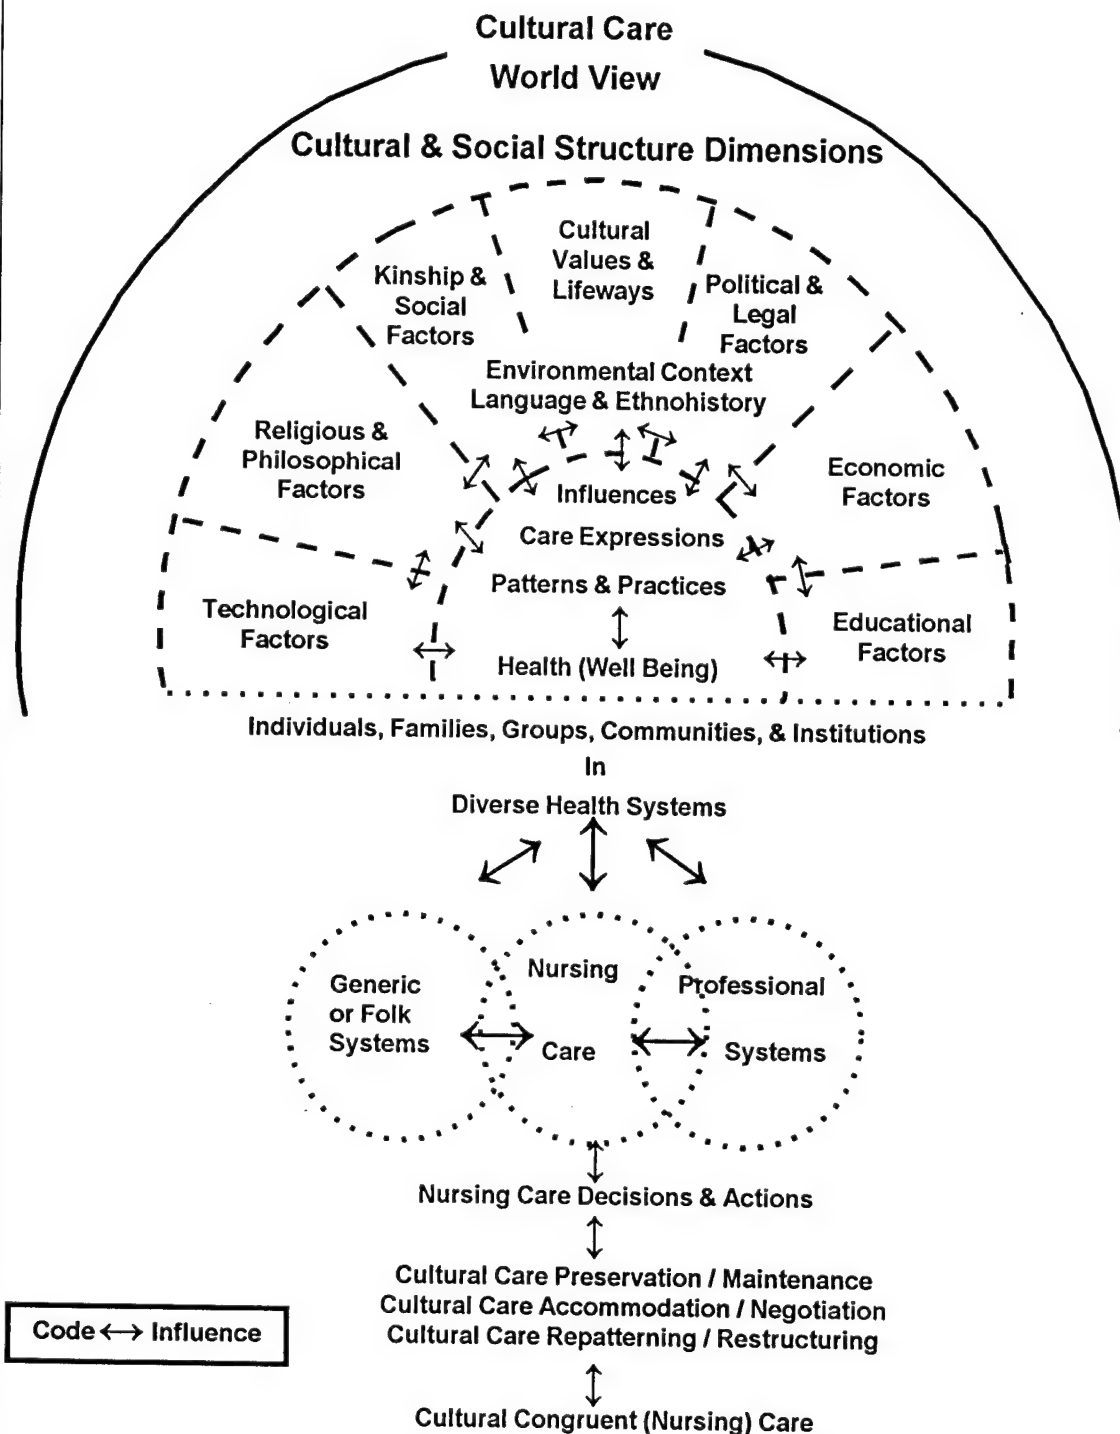 Cultural Care
World View
Cultural & Social Structure Dimensions
Cultural
Values &
Lifeways
Kinship &
Social
Factors
Political &
Legal
Factors
Environmental Context
Language & Ethnohistory
Religious &
Philosophical
Factors
Economic
Factors
Influences
Care Expressions
Patterns & Practices
Technological
Factors
Educational
Factors
Health (Well Being)
Individuals, Families, Groups, Communities, & Institutions
In
Diverse Health Systems
Generic
or Folk
Systems
Nursing
Care
Professional
Systems
Nursing Care Decisions & Actions
Cultural Care Preservation / Maintenance
Cultural Care Accommodation / Negotiation
Cultural Care Repatterning / Restructuring
Code ↔ Influence
Cultural Congruent (Nursing) Care